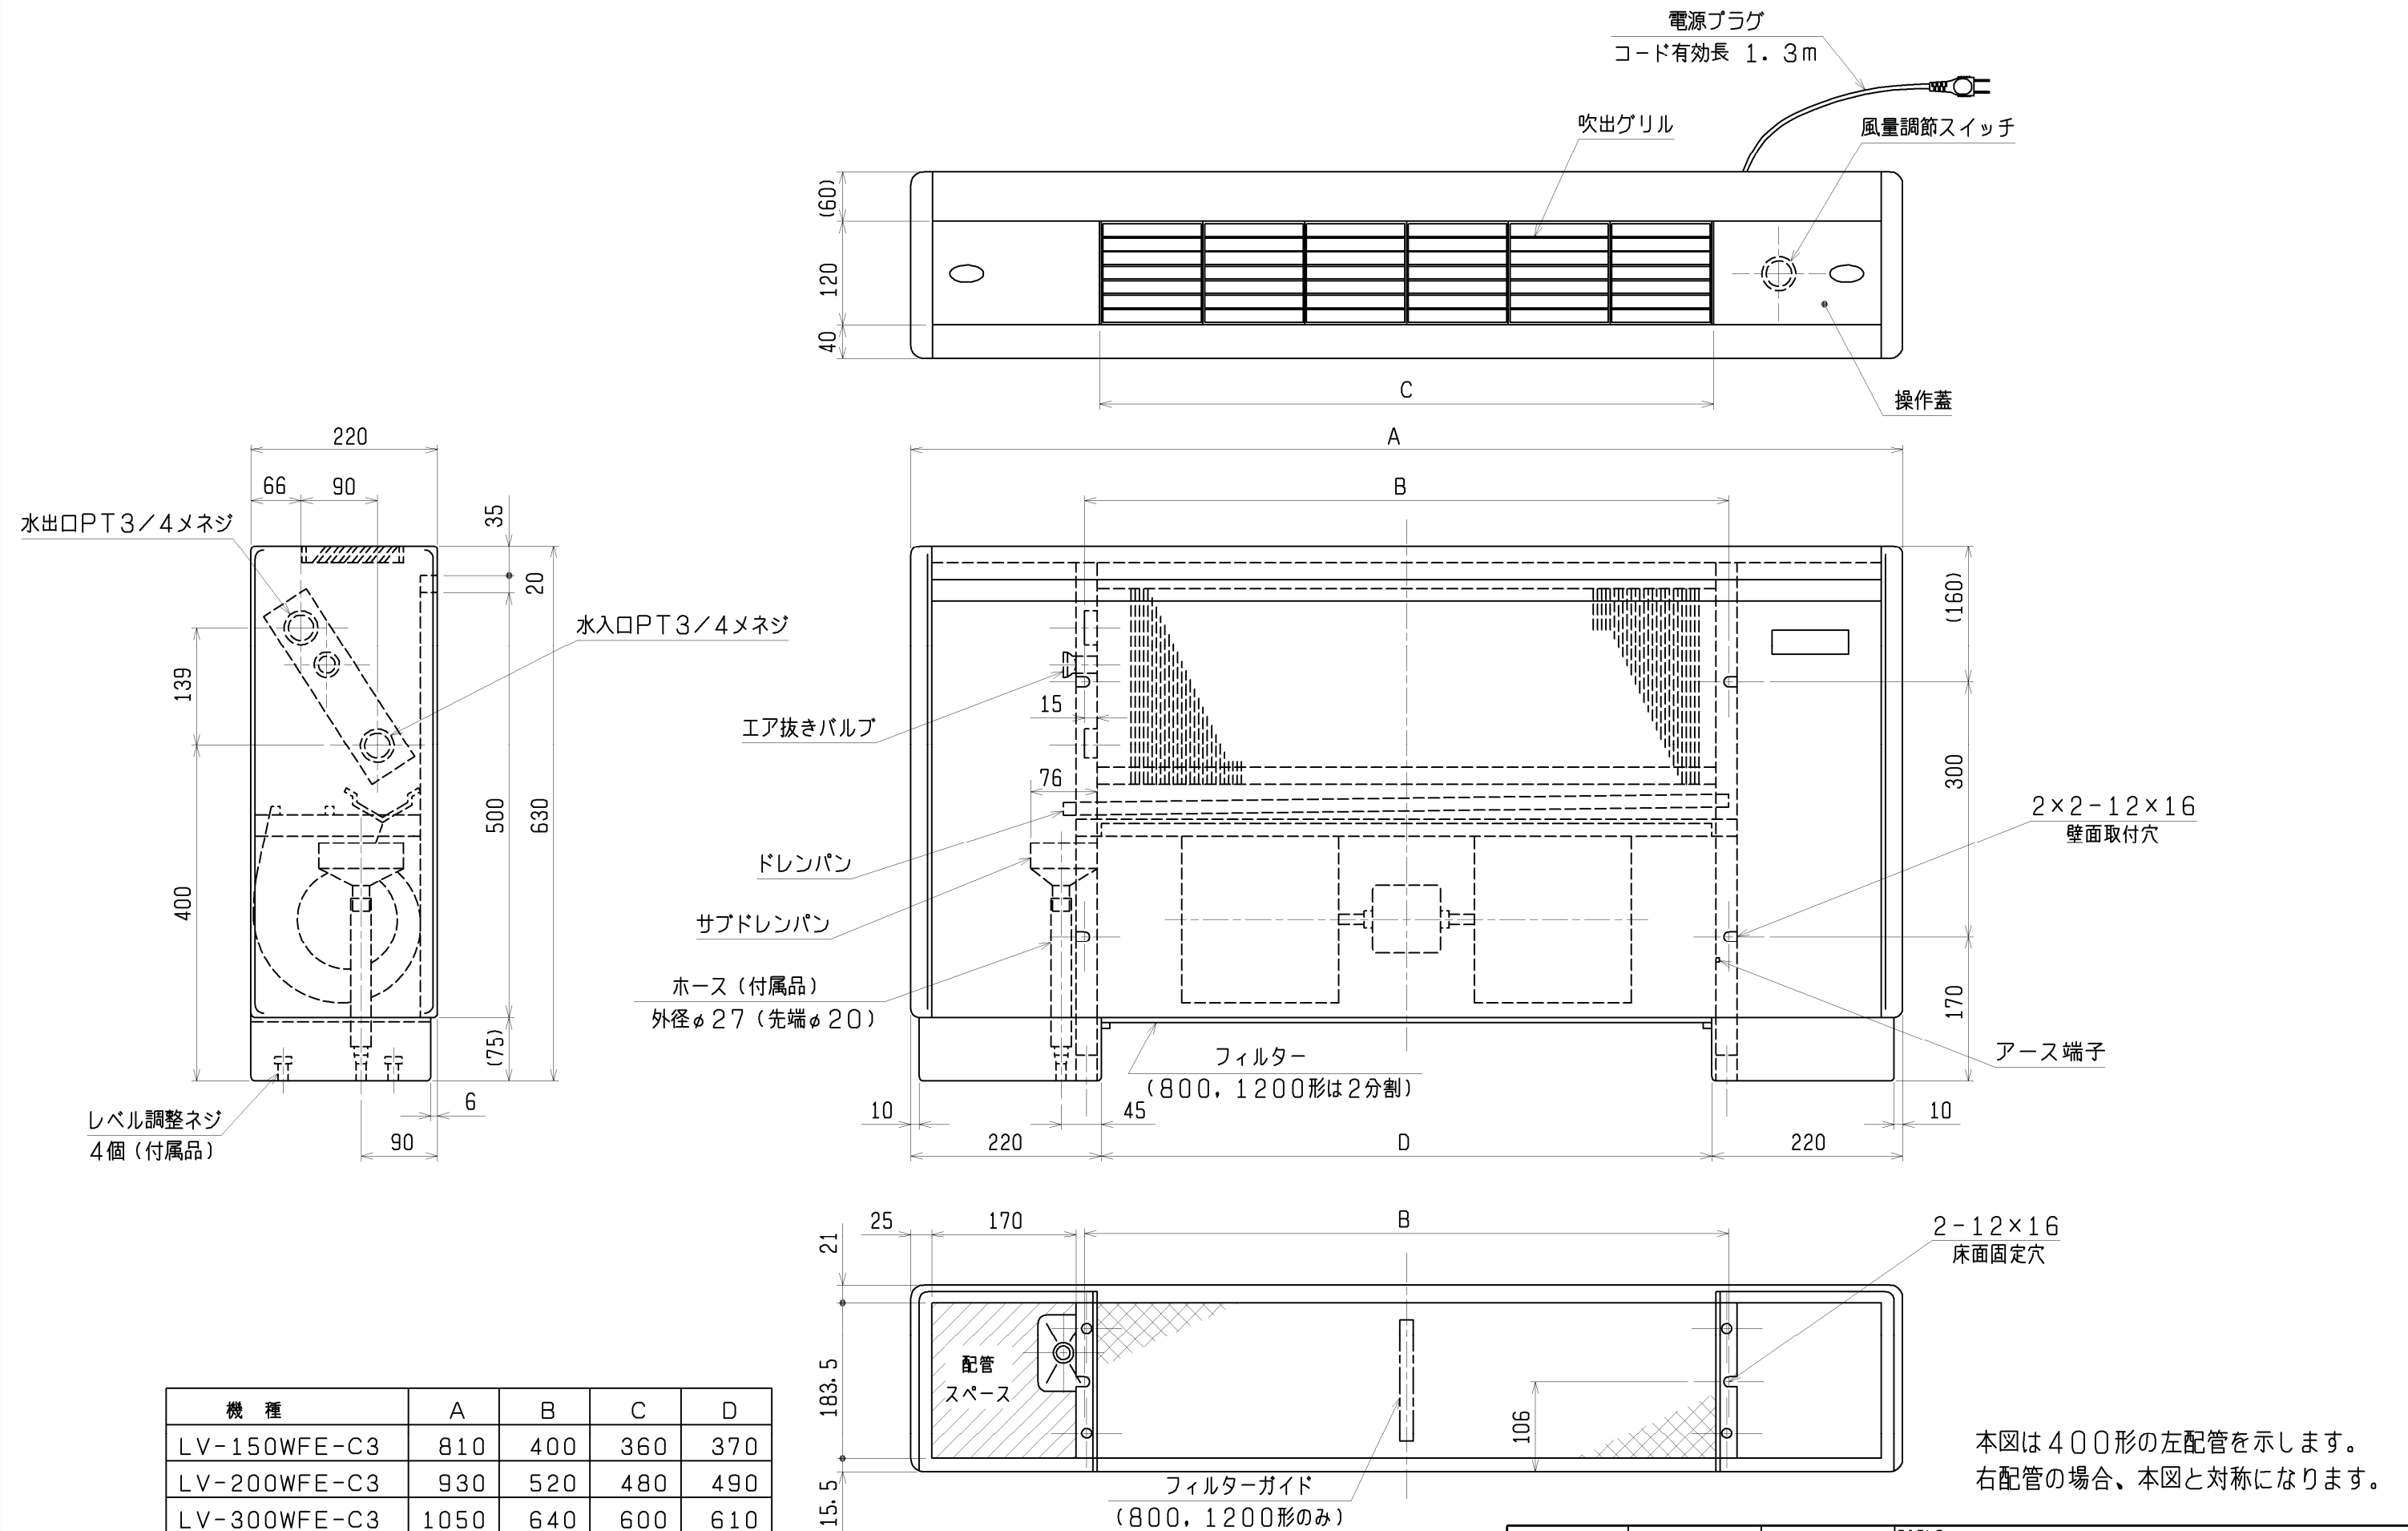 電源プラグ
コード有効長 1.3m
吹出グリル
風量調節スイッチ
(60)
120
40
C
操作蓋
220
66
90
水出口PT3/4メネジ
35
20
水入口PT3/4メネジ
139
400
500
630
(75)
6
90
レベル調整ネジ
4個(付属品)
A
B
(160)
エア抜きバルブ
15
76
300
2×2-12×16
壁面取付穴
ドレンパン
サブドレンパン
ホース(付属品)
外径φ27(先端φ20)
170
フィルター
(800,1200形は2分割)
アース端子
10
45
10
220
D
220
25
170
B
21
2-12×16
床面固定穴
配管
スペース
183.5
106
15.5
フィルターガイド
(800,1200形のみ)
本図は400形の左配管を示します。
右配管の場合、本図と対称になります。
機 種 A B C D
LV-150WFE-C3 810 400 360 370
LV-200WFE-C3 930 520 480 490
LV-300WFE-C3 1050 640 600 610